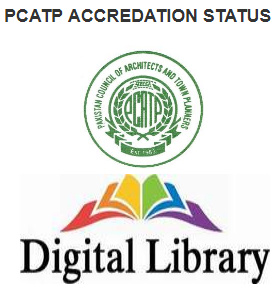 PCATP ACCREDATION STATUS
PAKISTAN COUNCIL OF ARCHITECTS AND TOWN PLANNERS
PCATP
Digital Library